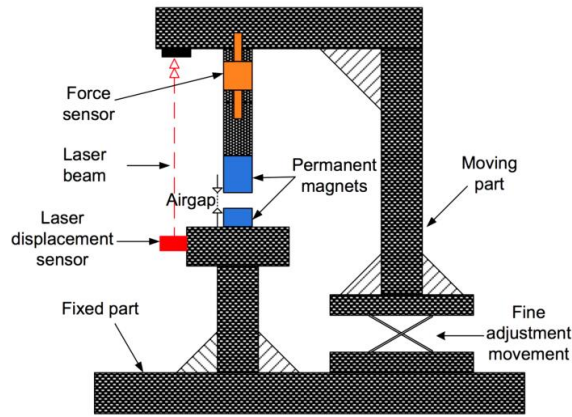 Force
sensor
Laser
beam
Permanent
magnets
Moving
part
Airgap
Laser
displacement
sensor
Fixed part
Fine
adjustment
movement